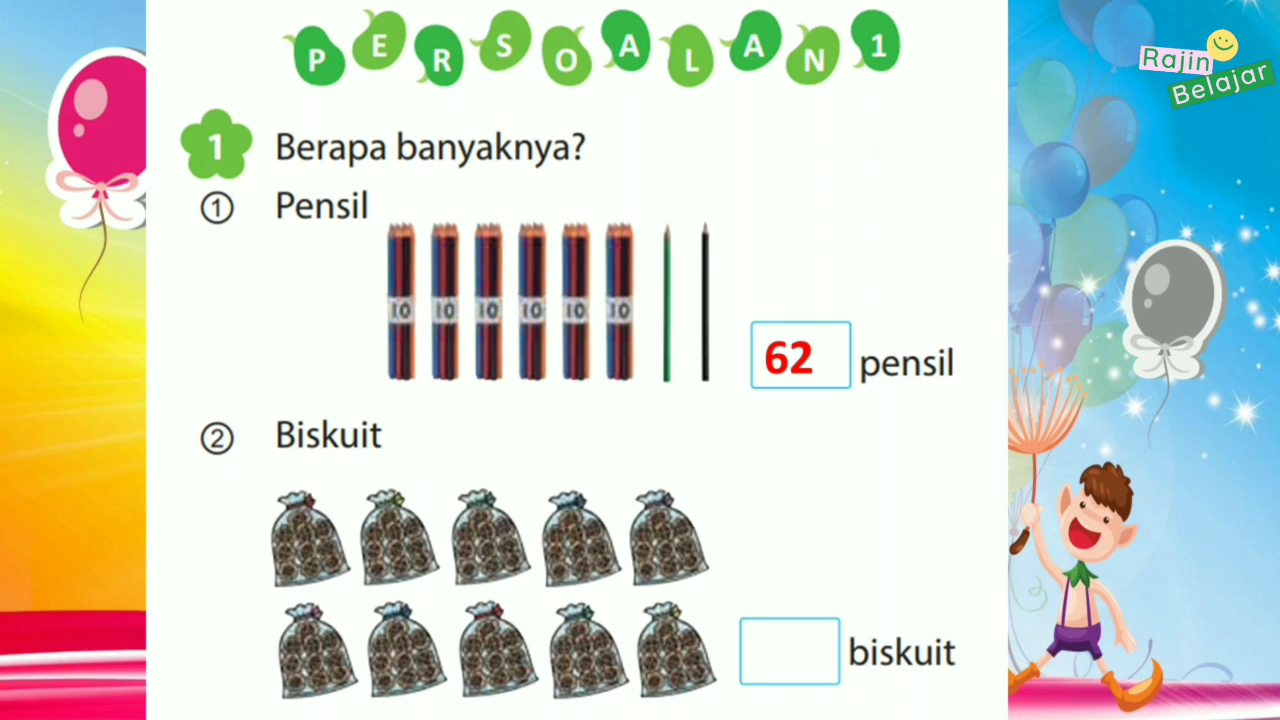 PERSOALAN 1
Rajin
Belajar
1 Berapa banyaknya?
① Pensil
10 10 10 10 10 10
62 pensil
② Biskuit
biskuit